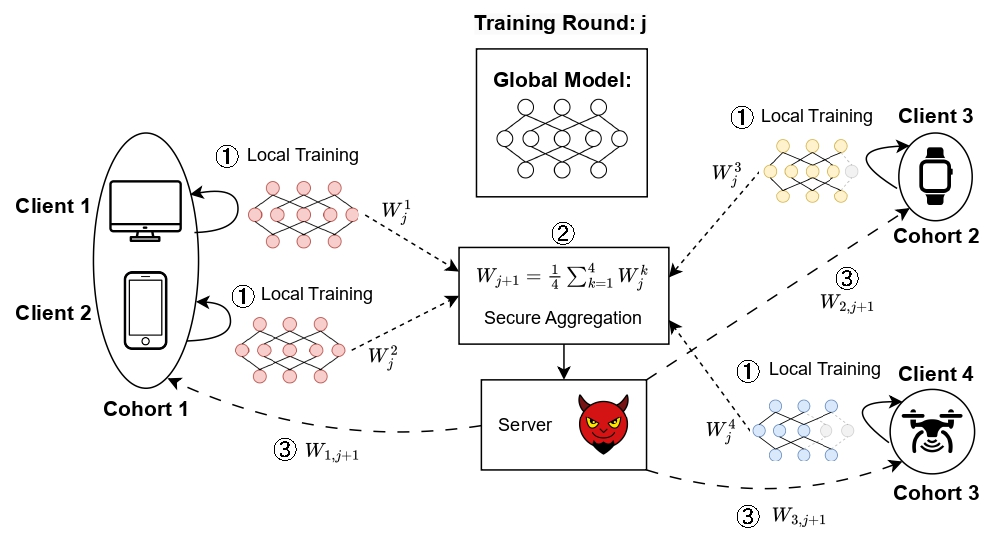 Training Round: j
Global Model:
① Local Training
Client 1
Client 2
① Local Training
Cohort 1
W_j^1
W_j^2
②
W_{j+1} = \frac{1}{4} \sum_{k=1}^{4} W_j^k
Secure Aggregation
Server
③ W_{1,j+1}
① Local Training
Client 3
W_j^3
Cohort 2
③
W_{2,j+1}
① Local Training
Client 4
W_j^4
Cohort 3
③ W_{3,j+1}